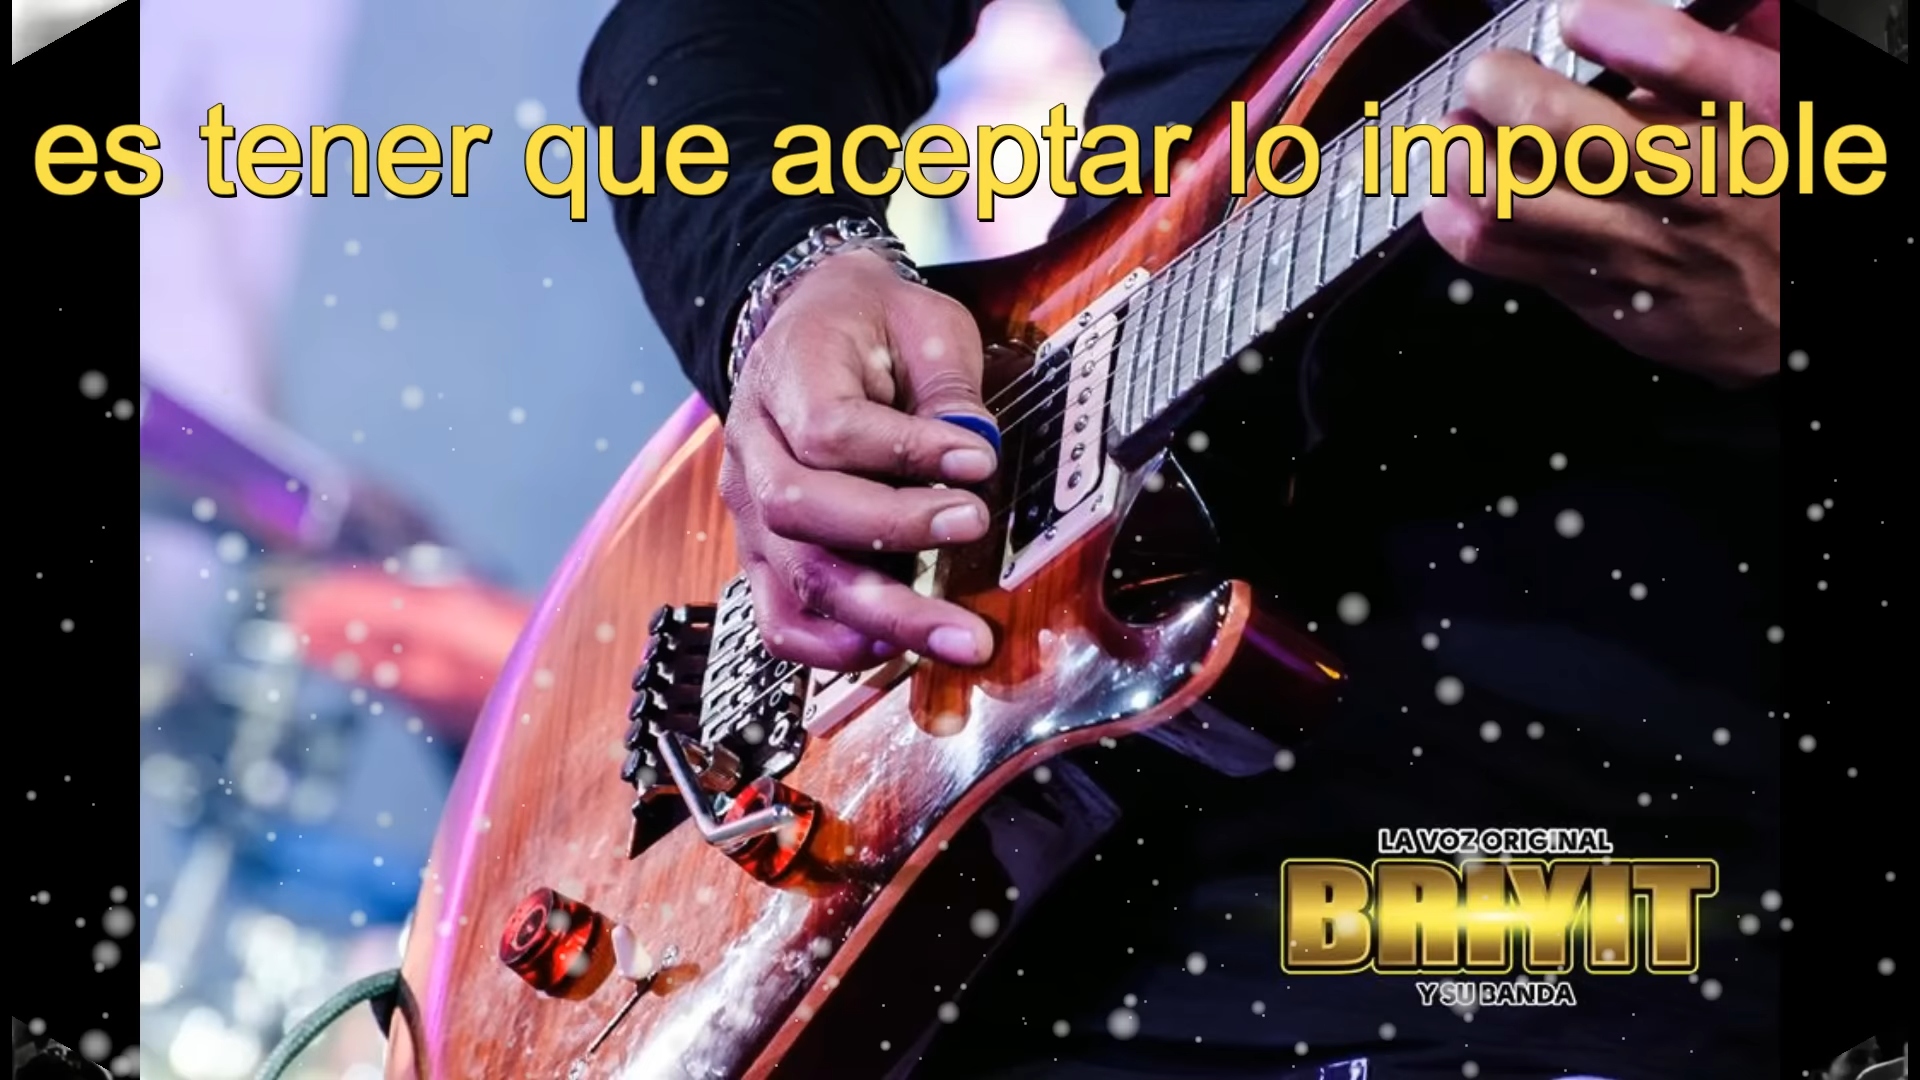 es tener que aceptar lo imposible
LA VOZ ORIGINAL
BRIYIT
Y SU BANDA